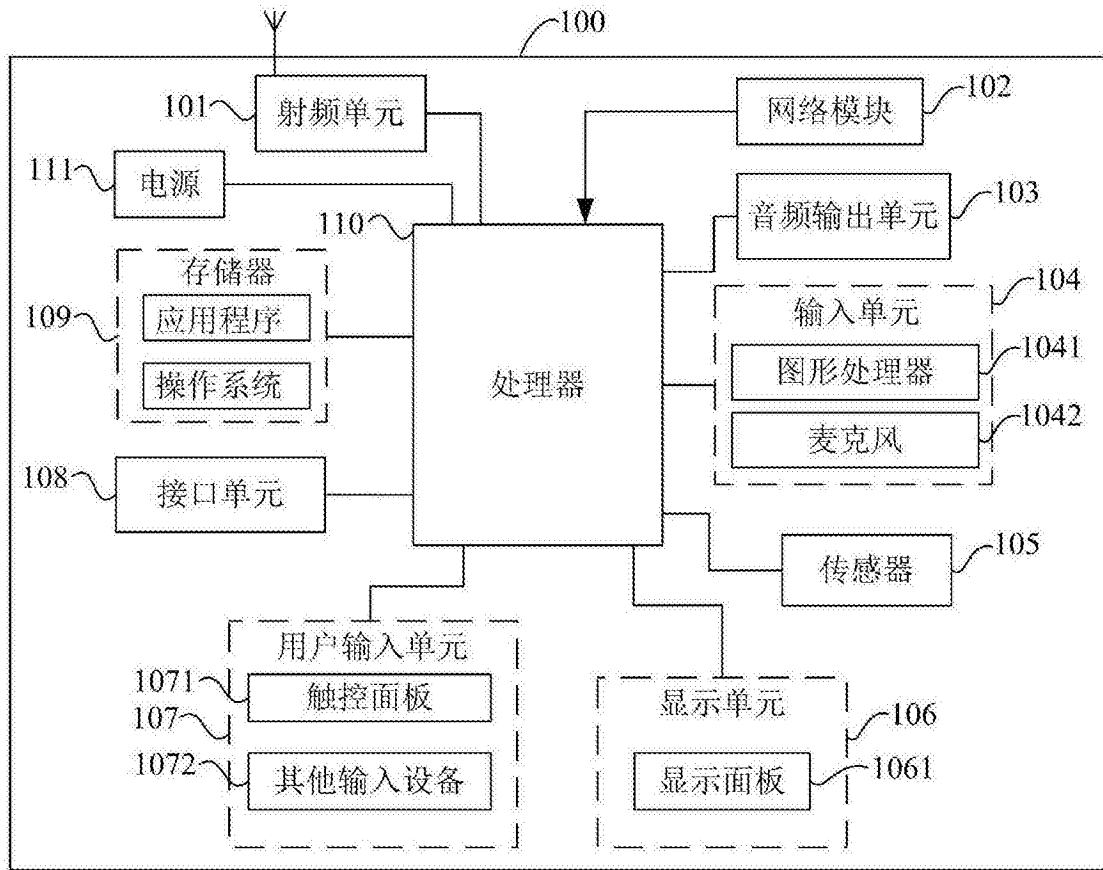 100
101
射频单元
网络模块
102
111
电源
110
音频输出单元
103
存储器
109
应用程序
操作系统
处理器
104
输入单元
图形处理器
1041
麦克风
1042
108
接口单元
传感器
105
用户输入单元
1071
触控面板
107
1072
其他输入设备
显示单元
106
显示面板
1061